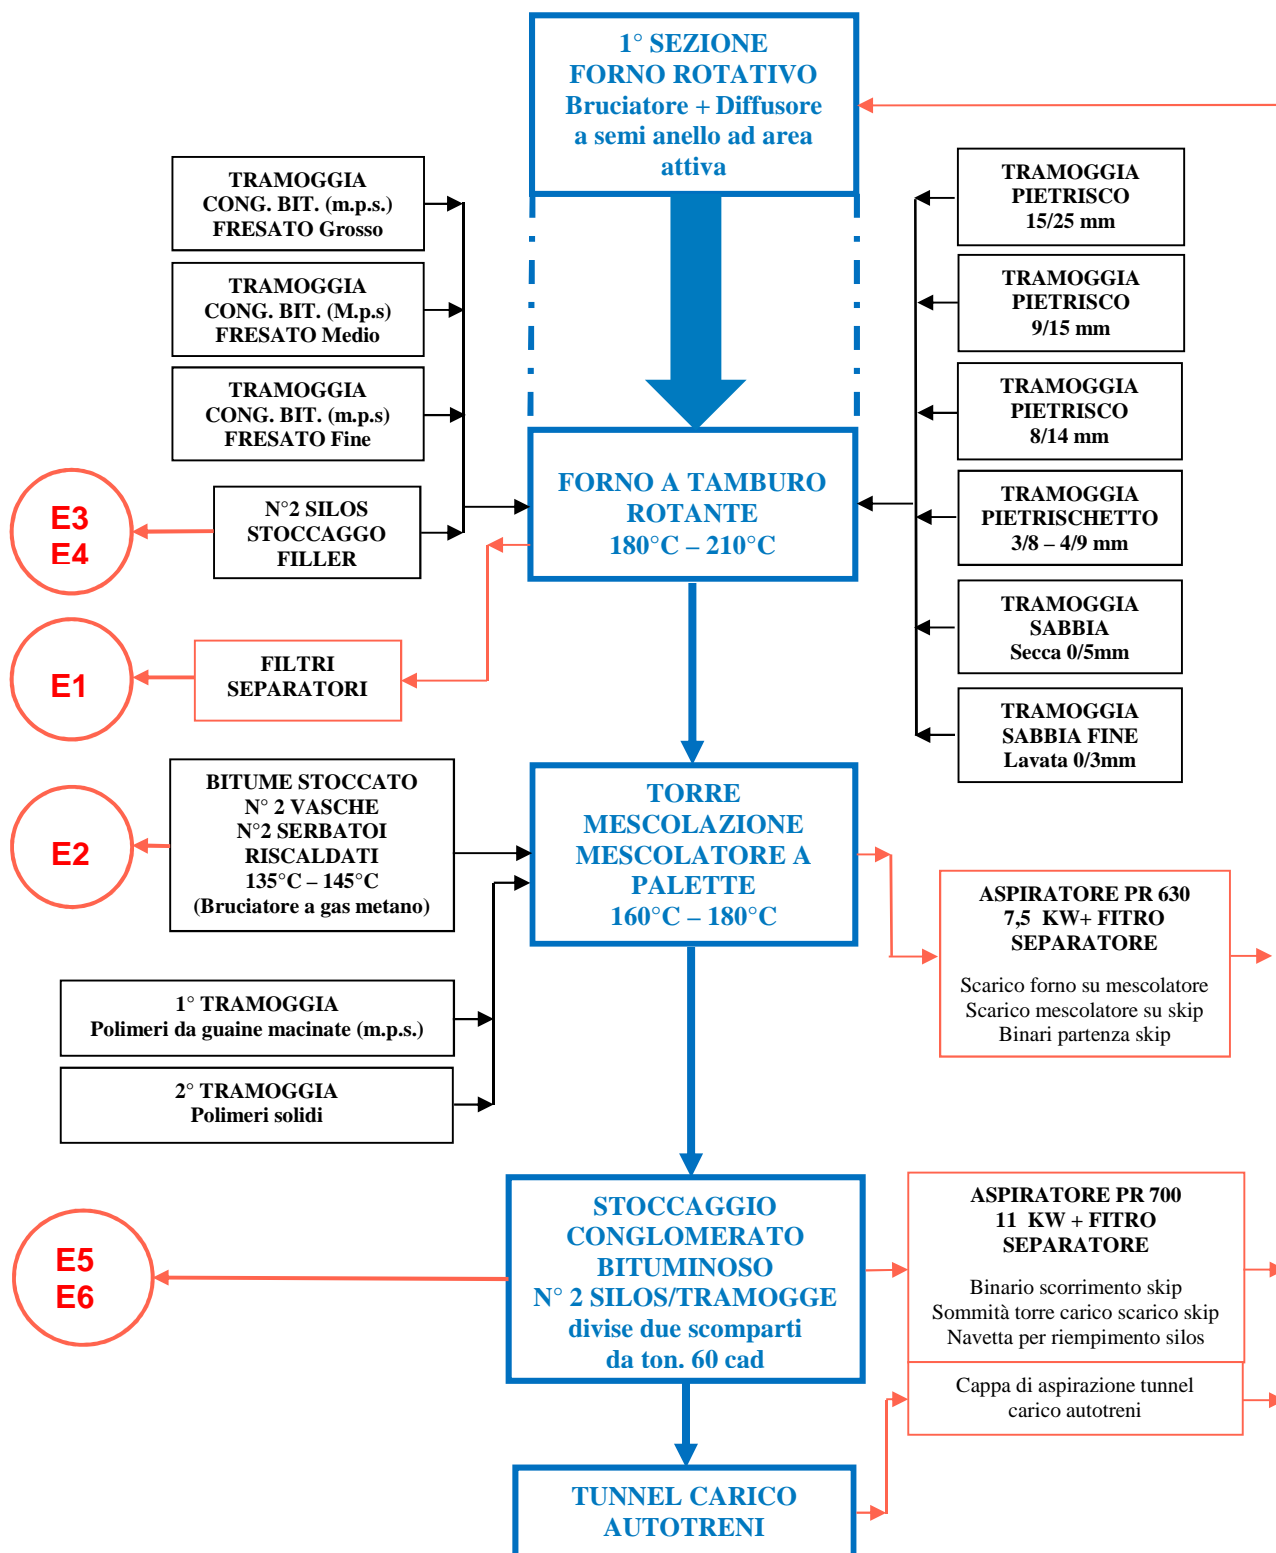 1° SEZIONE
FORNO ROTATIVO
Bruciatore + Diffusore
a semi anello ad area
attiva
TRAMOGGIA
CONG. BIT. (m.p.s.)
FRESATO Grosso
TRAMOGGIA
CONG. BIT. (M.p.s)
FRESATO Medio
TRAMOGGIA
CONG. BIT. (m.p.s)
FRESATO Fine
N°2 SILOS
STOCCAGGO
FILLER
E3
E4
FORNO A TAMBURO
ROTANTE
180°C – 210°C
TRAMOGGIA
PIETRISCO
15/25 mm
TRAMOGGIA
PIETRISCO
9/15 mm
TRAMOGGIA
PIETRISCO
8/14 mm
TRAMOGGIA
PIETRISCHETTO
3/8 – 4/9 mm
TRAMOGGIA
SABBIA
Secca 0/5mm
TRAMOGGIA
SABBIA FINE
Lavata 0/3mm
E1
FILTRI
SEPARATORI
E2
BITUME STOCCATO
N° 2 VASCHE
N°2 SERBATOI
RISCALDATI
135°C – 145°C
(Bruciatore a gas metano)
TORRE
MESCOLAZIONE
MESCOLATORE A
PALETTE
160°C – 180°C
ASPIRATORE PR 630
7,5 KW+ FITRO
SEPARATORE
Scarico forno su mescolatore
Scarico mescolatore su skip
Binari partenza skip
1° TRAMOGGIA
Polimeri da guaine macinate (m.p.s.)
2° TRAMOGGIA
Polimeri solidi
E5
E6
STOCCAGGIO
CONGLOMERATO
BITUMINOSO
N° 2 SILOS/TRAMOGGE
divise due scomparti
da ton. 60 cad
ASPIRATORE PR 700
11 KW + FITRO
SEPARATORE
Binario scorrimento skip
Sommità torre carico scarico skip
Navetta per riempimento silos
Cappa di aspirazione tunnel
carico autotreni
TUNNEL CARICO
AUTOTRENI